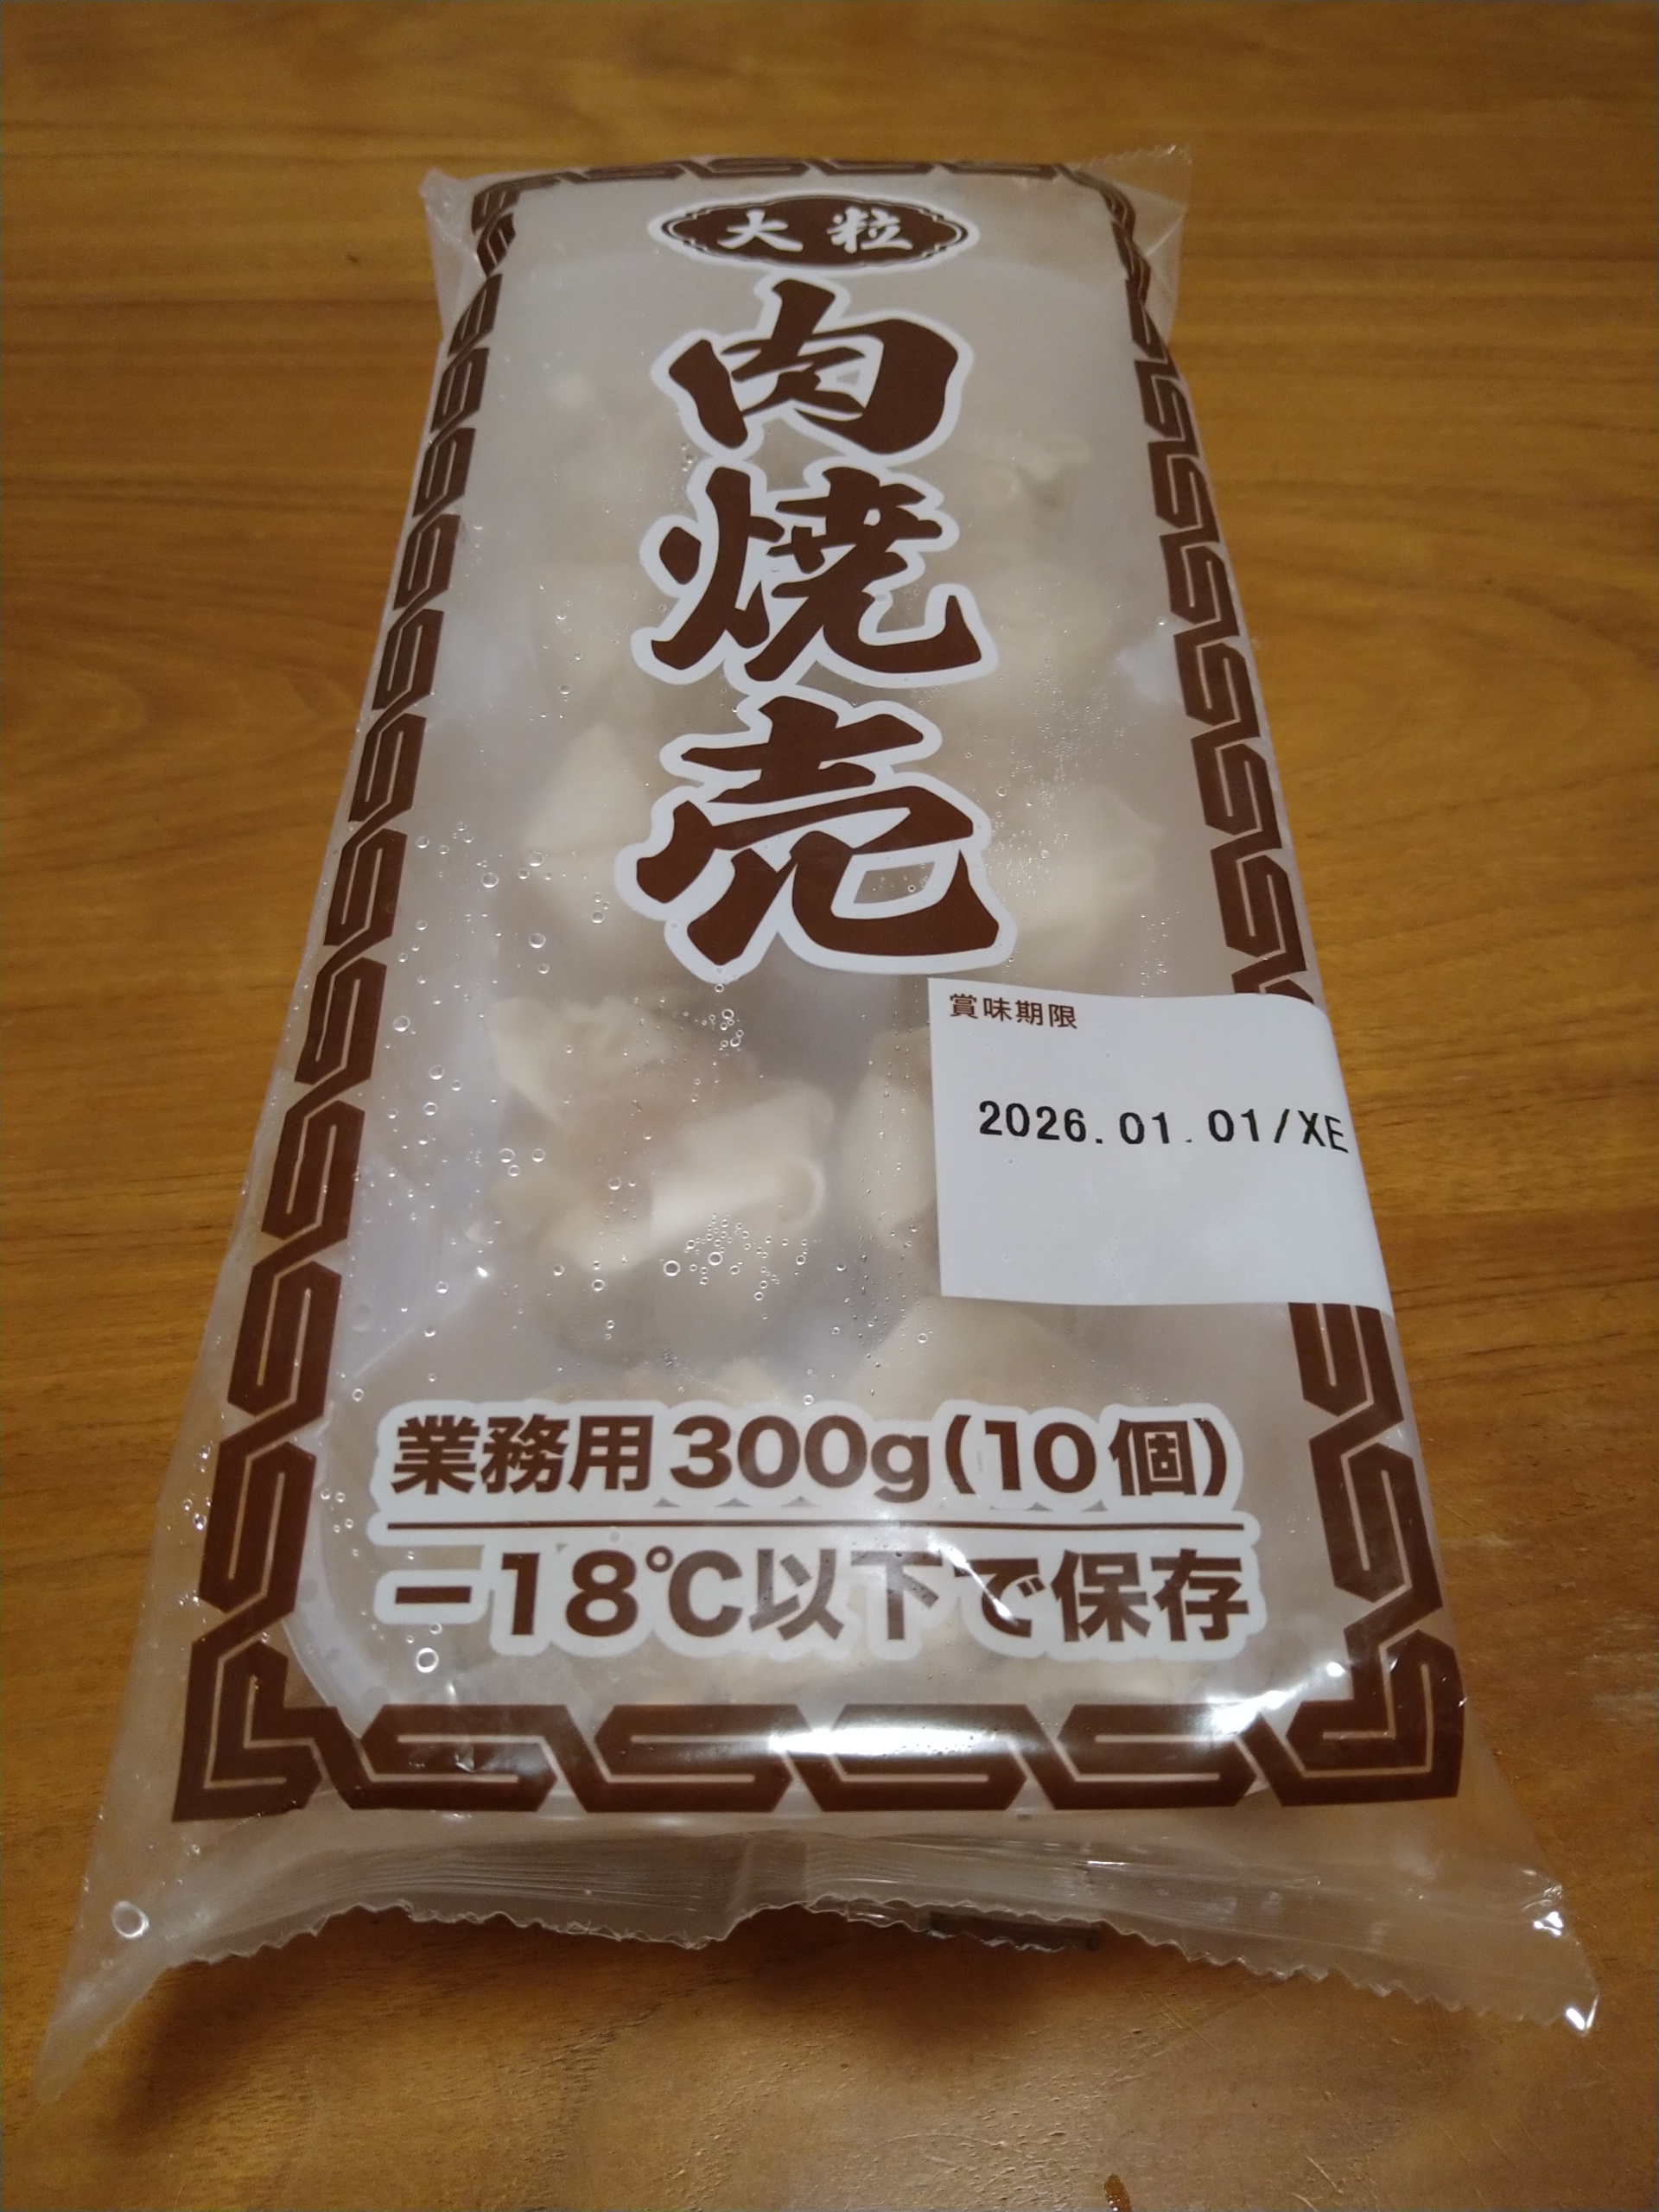 大粒
肉焼売
賞味期限
2026.01.01/XE
業務用300g(10個)
-18℃以下で保存